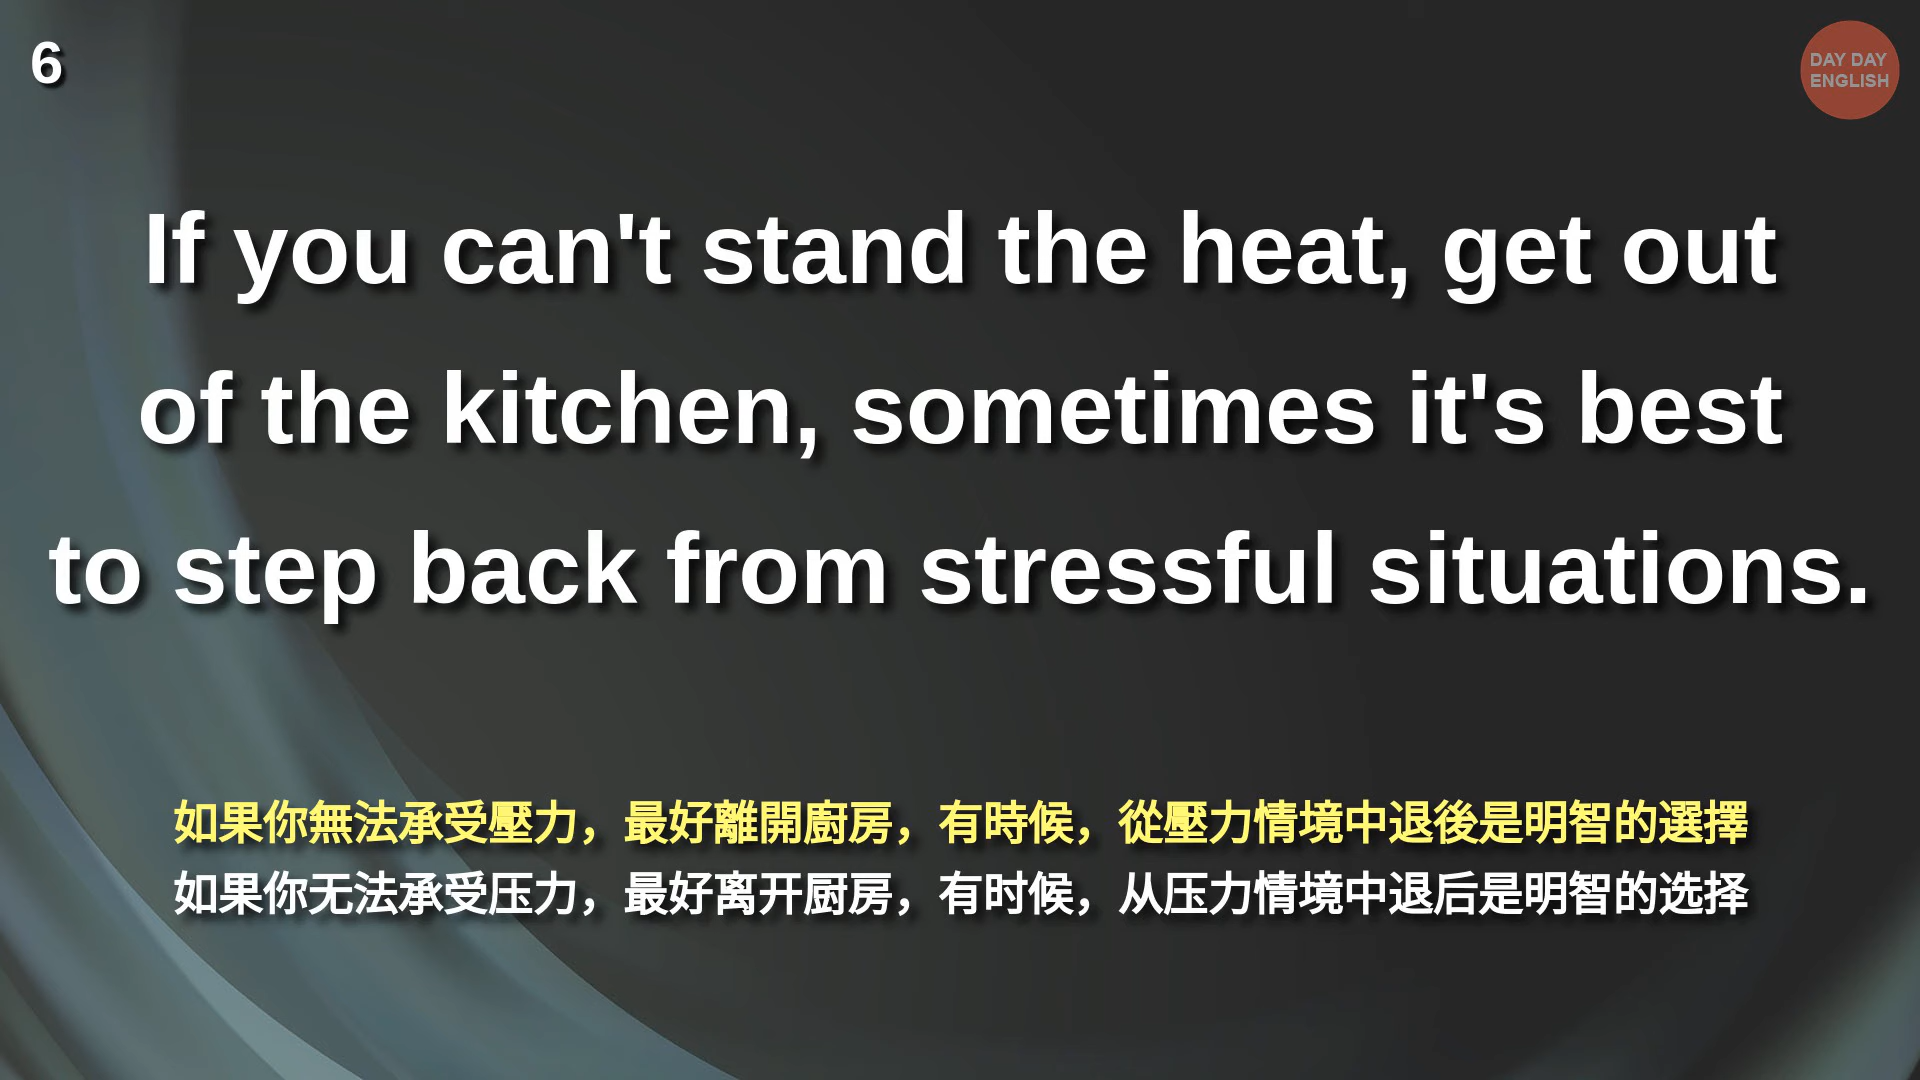 6
DAY DAY
ENGLISH
If you can't stand the heat, get out
of the kitchen, sometimes it's best
to step back from stressful situations.
如果你無法承受壓力，最好離開廚房，有時候，從壓力情境中退後是明智的選擇
如果你无法承受压力，最好离开厨房，有时候，从压力情境中退后是明智的选择